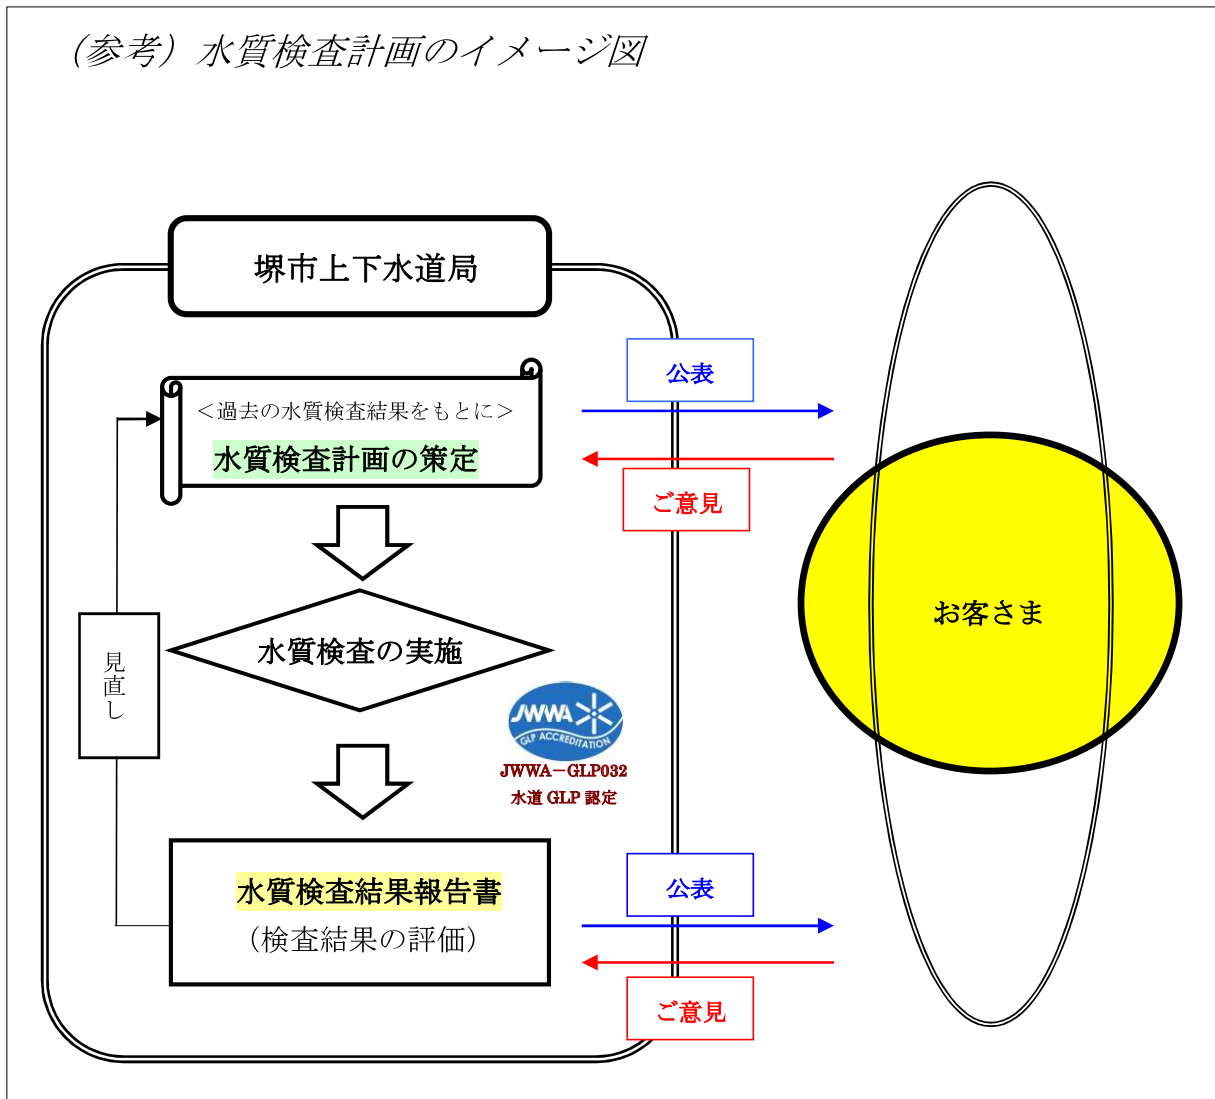 （参考）水質検査計画のイメージ図
堺市上下水道局
＜過去の水質検査結果をもとに＞
水質検査計画の策定
公表
ご意見
水質検査の実施
お客さま
見直し
JWWA
GLP ACCREDITATION
JWWA－GLP032
水道 GLP 認定
水質検査結果報告書
（検査結果の評価）
公表
ご意見